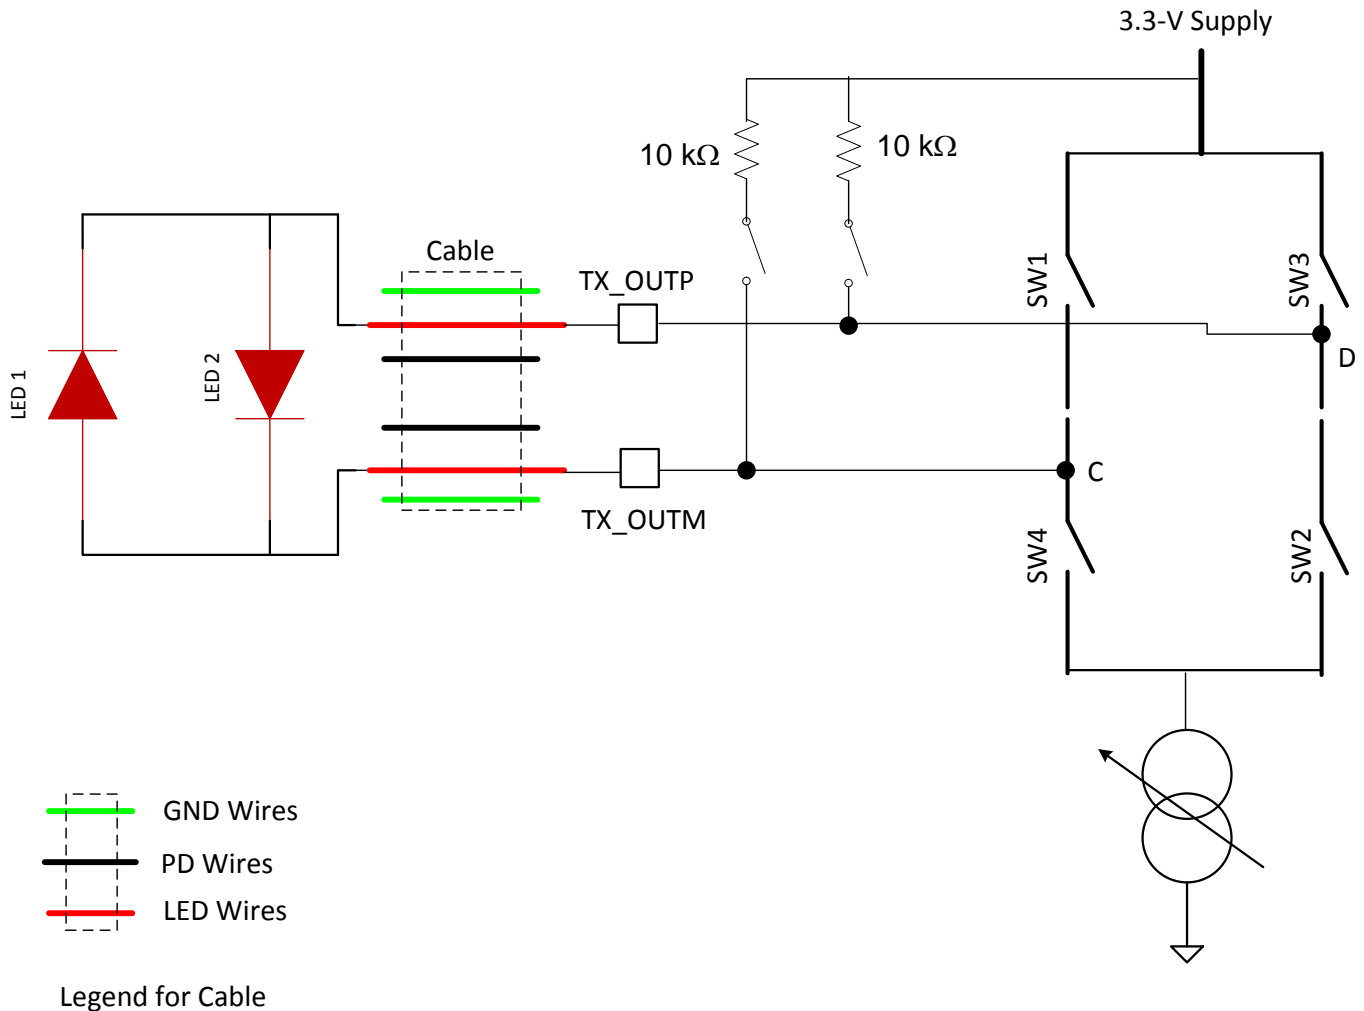 3.3-V Supply
10 kΩ
10 kΩ
Cable
TX_OUTP
SW1
SW3
D
LED 1
LED 2
C
TX_OUTM
SW4
SW2
GND Wires
PD Wires
LED Wires
Legend for Cable